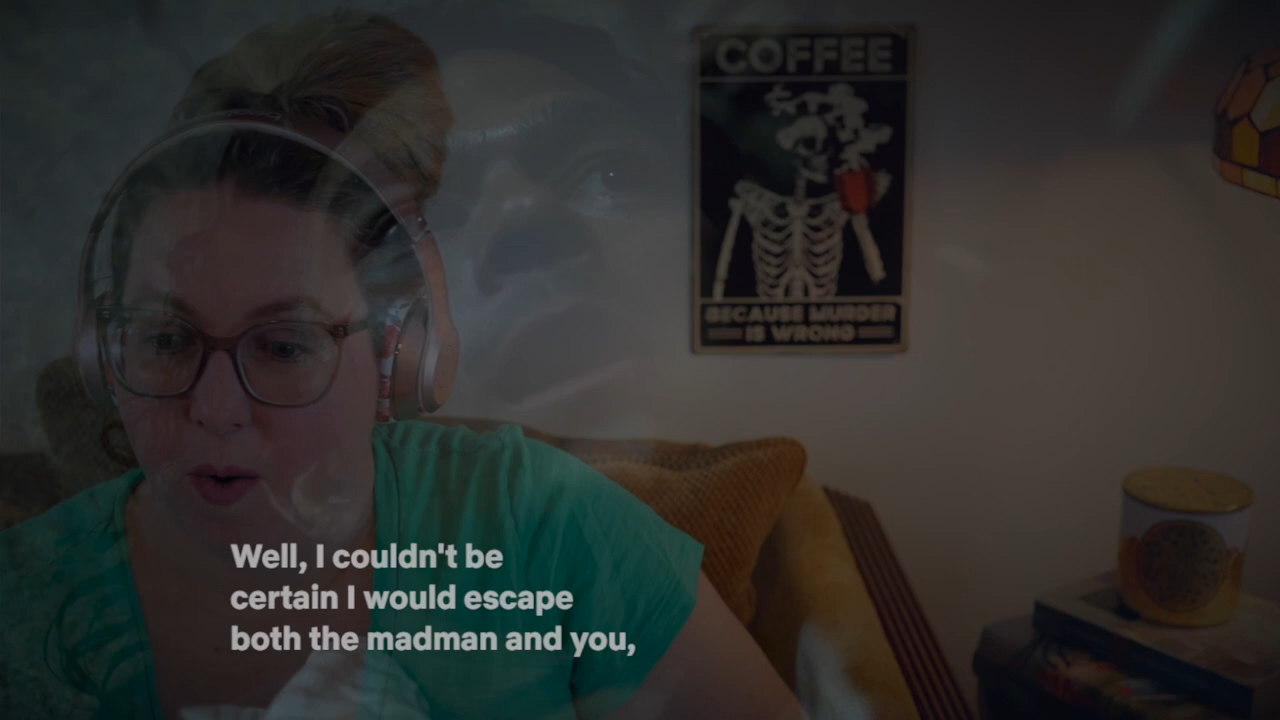 COFFEE
BECAUSE MURDER
IS WRONG
Well, I couldn't be
certain I would escape
both the madman and you,